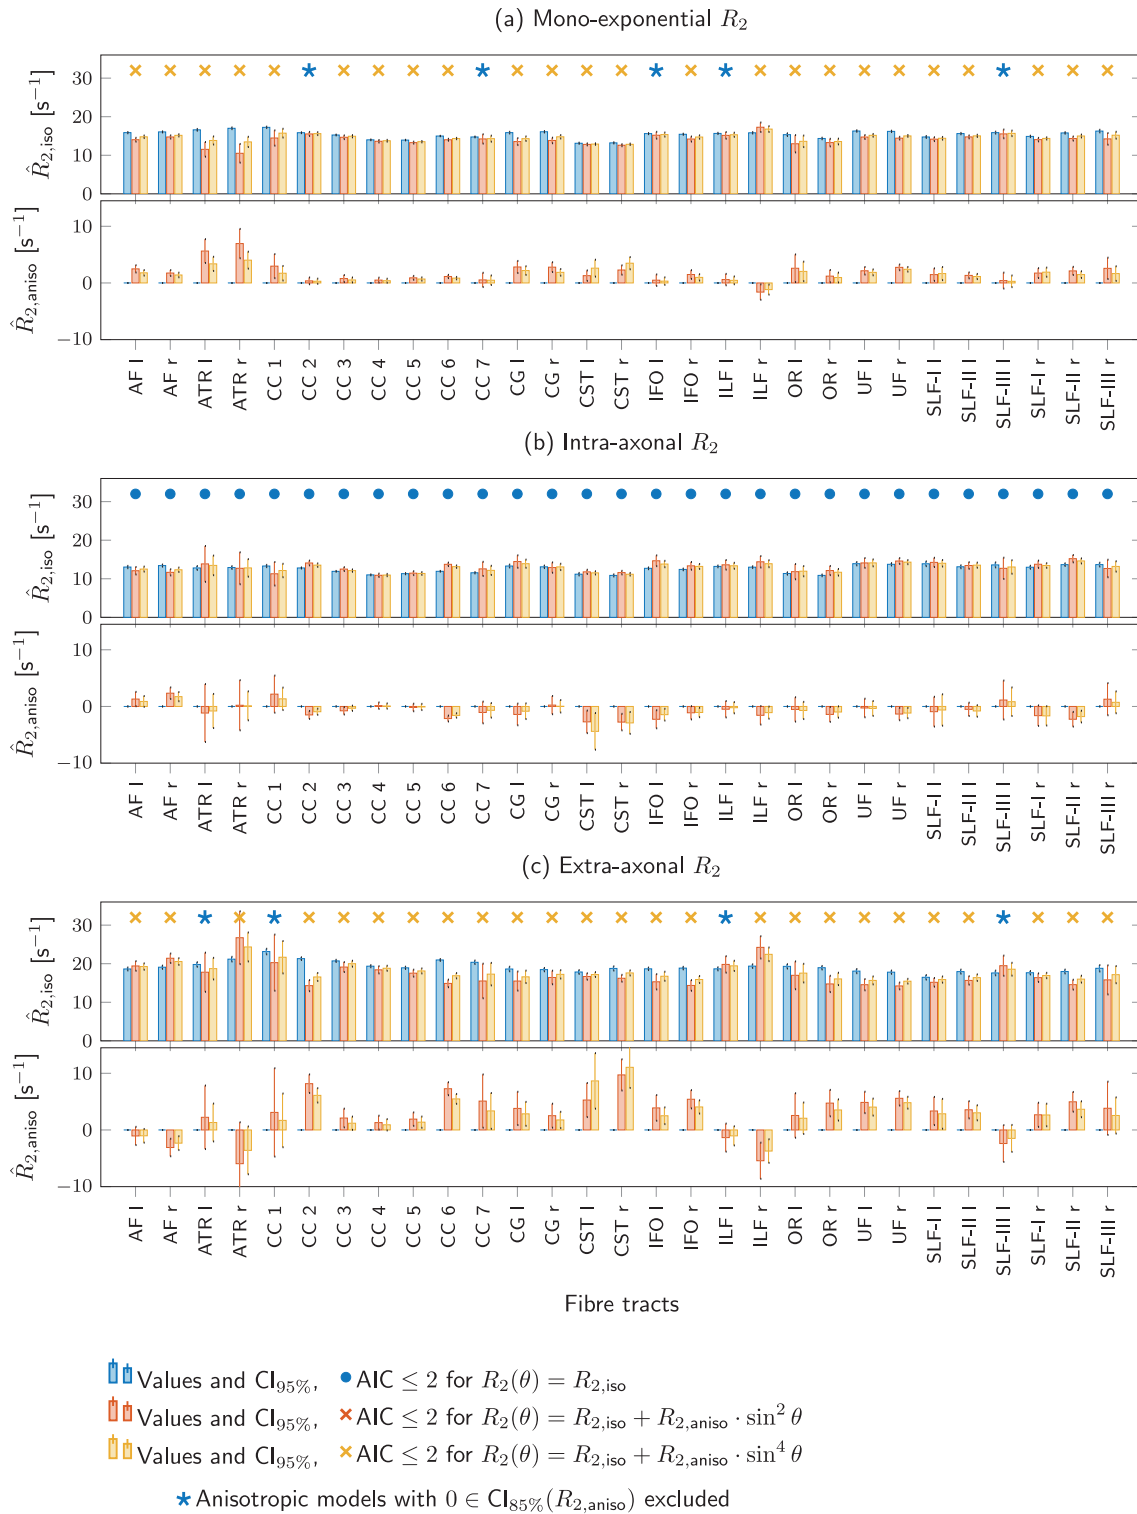 (a) Mono-exponential R₂
30
20
10
0
R̂₂,iso [s⁻¹]
10
0
−10
R̂₂,aniso [s⁻¹]
AF l AF r ATR l ATR r CC 1 CC 2 CC 3 CC 4 CC 5 CC 6 CC 7 CG l CG r CST l CST r IFO l IFO r ILF l ILF r OR l OR r UF l UF r SLF-I l SLF-II l SLF-III l SLF-I r SLF-II r SLF-III r
(b) Intra-axonal R₂
30
20
10
0
R̂₂,iso [s⁻¹]
10
0
−10
R̂₂,aniso [s⁻¹]
AF l AF r ATR l ATR r CC 1 CC 2 CC 3 CC 4 CC 5 CC 6 CC 7 CG l CG r CST l CST r IFO l IFO r ILF l ILF r OR l OR r UF l UF r SLF-I l SLF-II l SLF-III l SLF-I r SLF-II r SLF-III r
(c) Extra-axonal R₂
30
20
10
0
R̂₂,iso [s⁻¹]
10
0
−10
R̂₂,aniso [s⁻¹]
AF l AF r ATR l ATR r CC 1 CC 2 CC 3 CC 4 CC 5 CC 6 CC 7 CG l CG r CST l CST r IFO l IFO r ILF l ILF r OR l OR r UF l UF r SLF-I l SLF-II l SLF-III l SLF-I r SLF-II r SLF-III r
Fibre tracts
Values and CI₉₅%, AIC ≤ 2 for R₂(θ) = R₂,iso
Values and CI₉₅%, AIC ≤ 2 for R₂(θ) = R₂,iso + R₂,aniso · sin² θ
Values and CI₉₅%, AIC ≤ 2 for R₂(θ) = R₂,iso + R₂,aniso · sin⁴ θ
Anisotropic models with 0 ∈ CI₈₅%(R₂,aniso) excluded